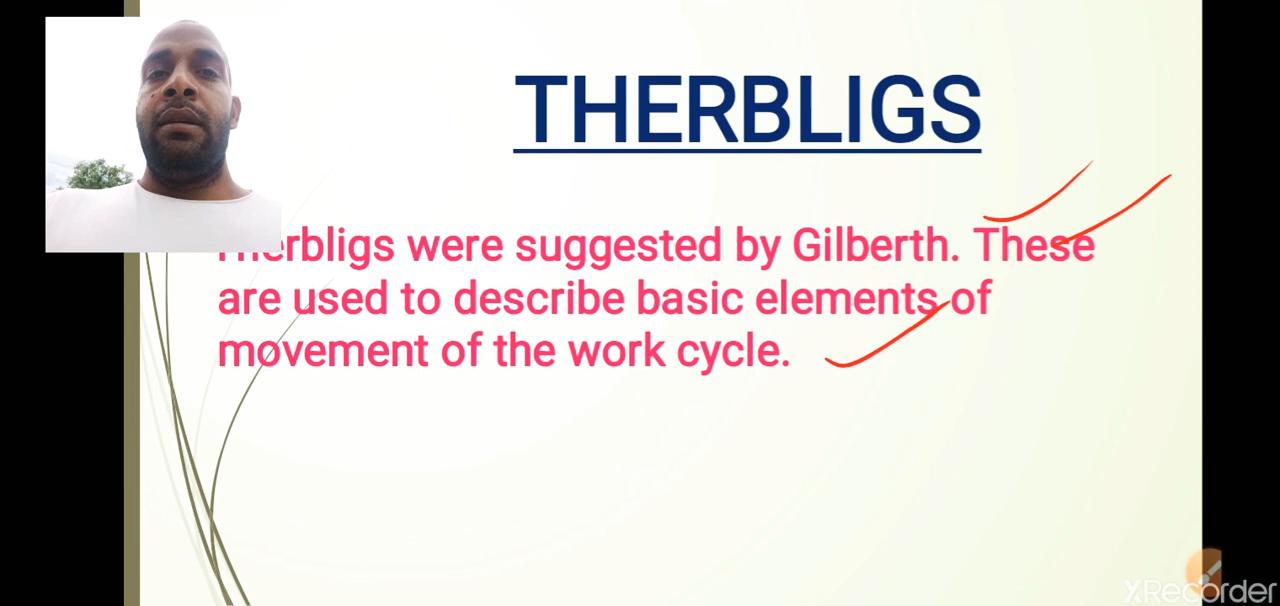 THERBLIGS
Therbligs were suggested by Gilberth. These
are used to describe basic elements of
movement of the work cycle.
XRecorder